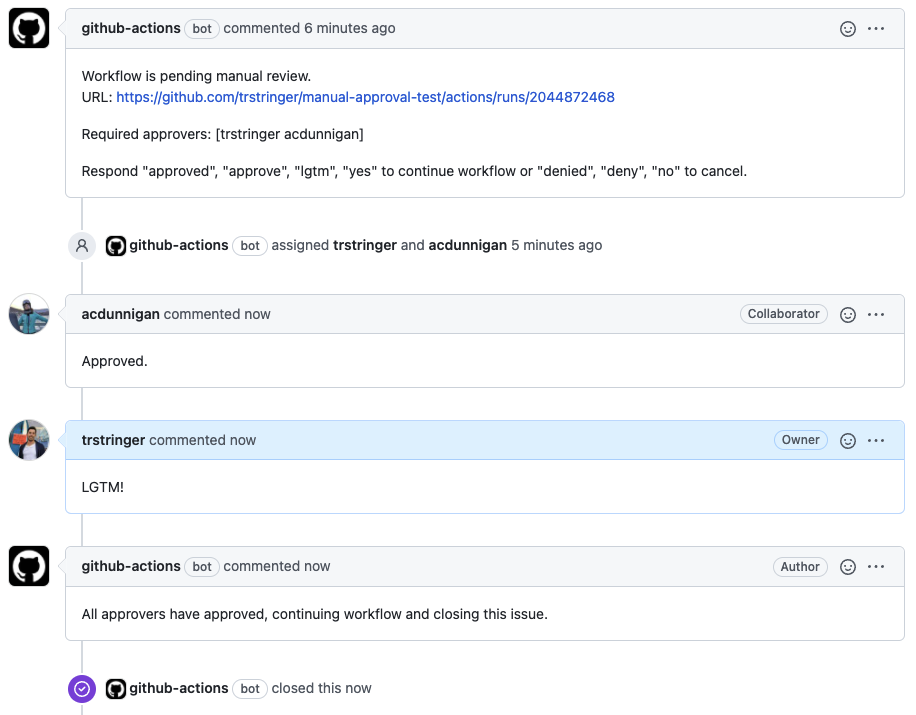 github-actions bot commented 6 minutes ago
Workflow is pending manual review.
URL: https://github.com/trstringer/manual-approval-test/actions/runs/2044872468
Required approvers: [trstringer acdunnigan]
Respond "approved", "approve", "lgtm", "yes" to continue workflow or "denied", "deny", "no" to cancel.
github-actions bot assigned trstringer and acdunnigan 5 minutes ago
acdunnigan commented now Collaborator
Approved.
trstringer commented now Owner
LGTM!
github-actions bot commented now Author
All approvers have approved, continuing workflow and closing this issue.
github-actions bot closed this now